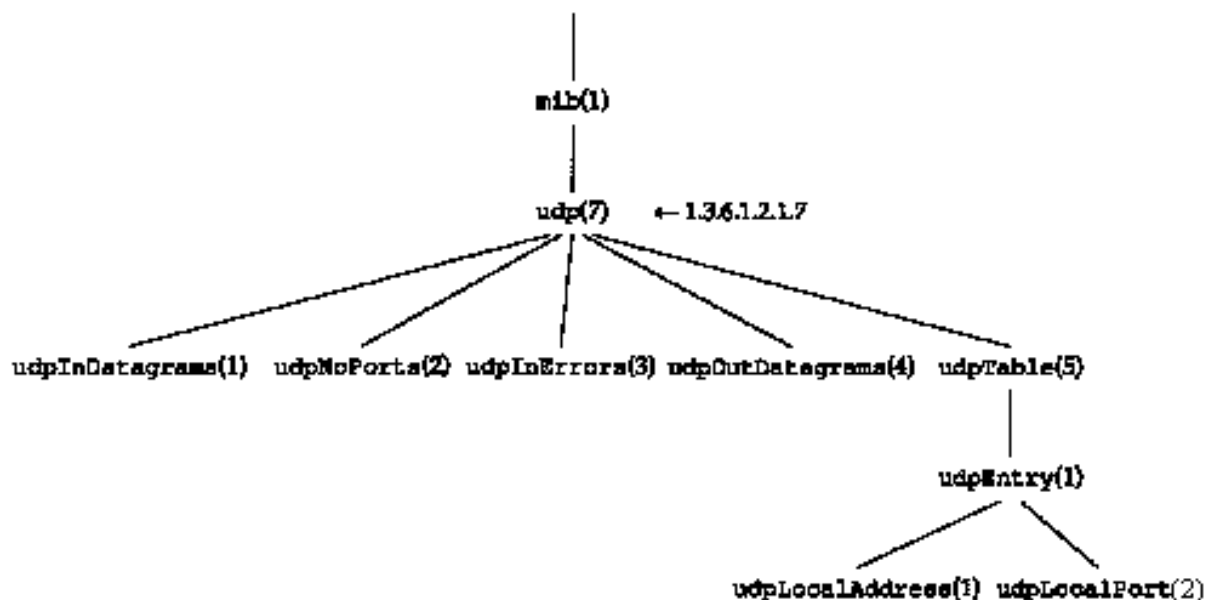 mib(1)
udp(7) ← 1.3.6.1.2.1.7
udpInDatagrams(1) udpNoPorts(2) udpInErrors(3) udpOutDatagrams(4) udpTable(5)
udpEntry(1)
udpLocalAddress(1) udpLocalPort(2)